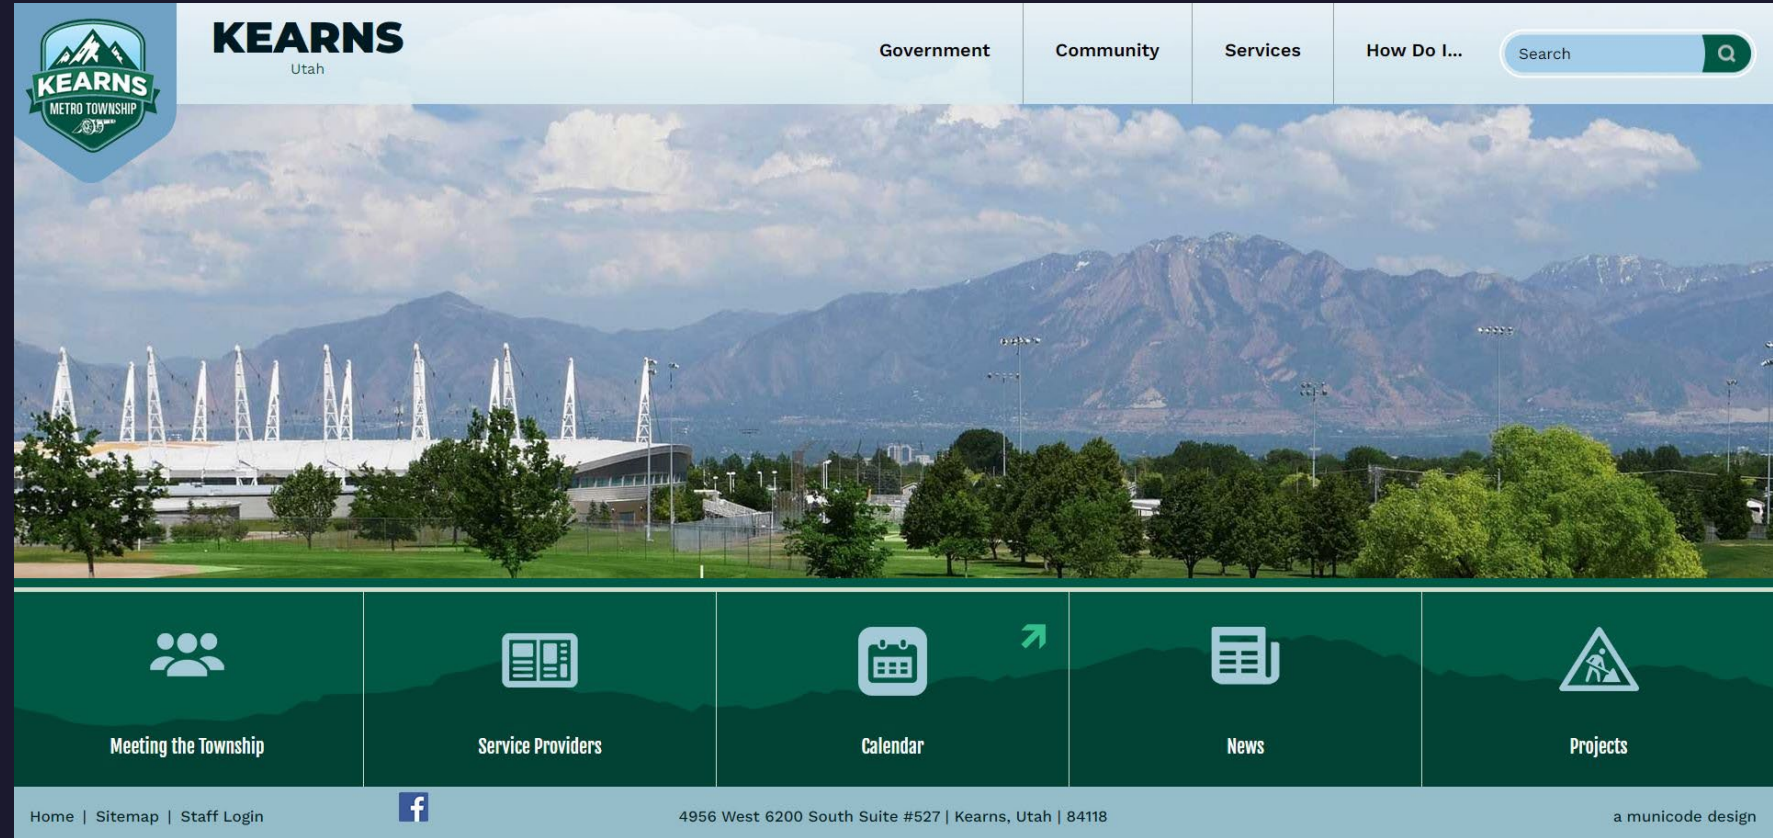 KEARNS
METRO TOWNSHIP
KEARNS
Utah
Government
Community
Services
How Do I...
Search
Meeting the Township
Service Providers
Calendar
News
Projects
Home | Sitemap | Staff Login
f
4956 West 6200 South Suite #527 | Kearns, Utah | 84118
a municode design